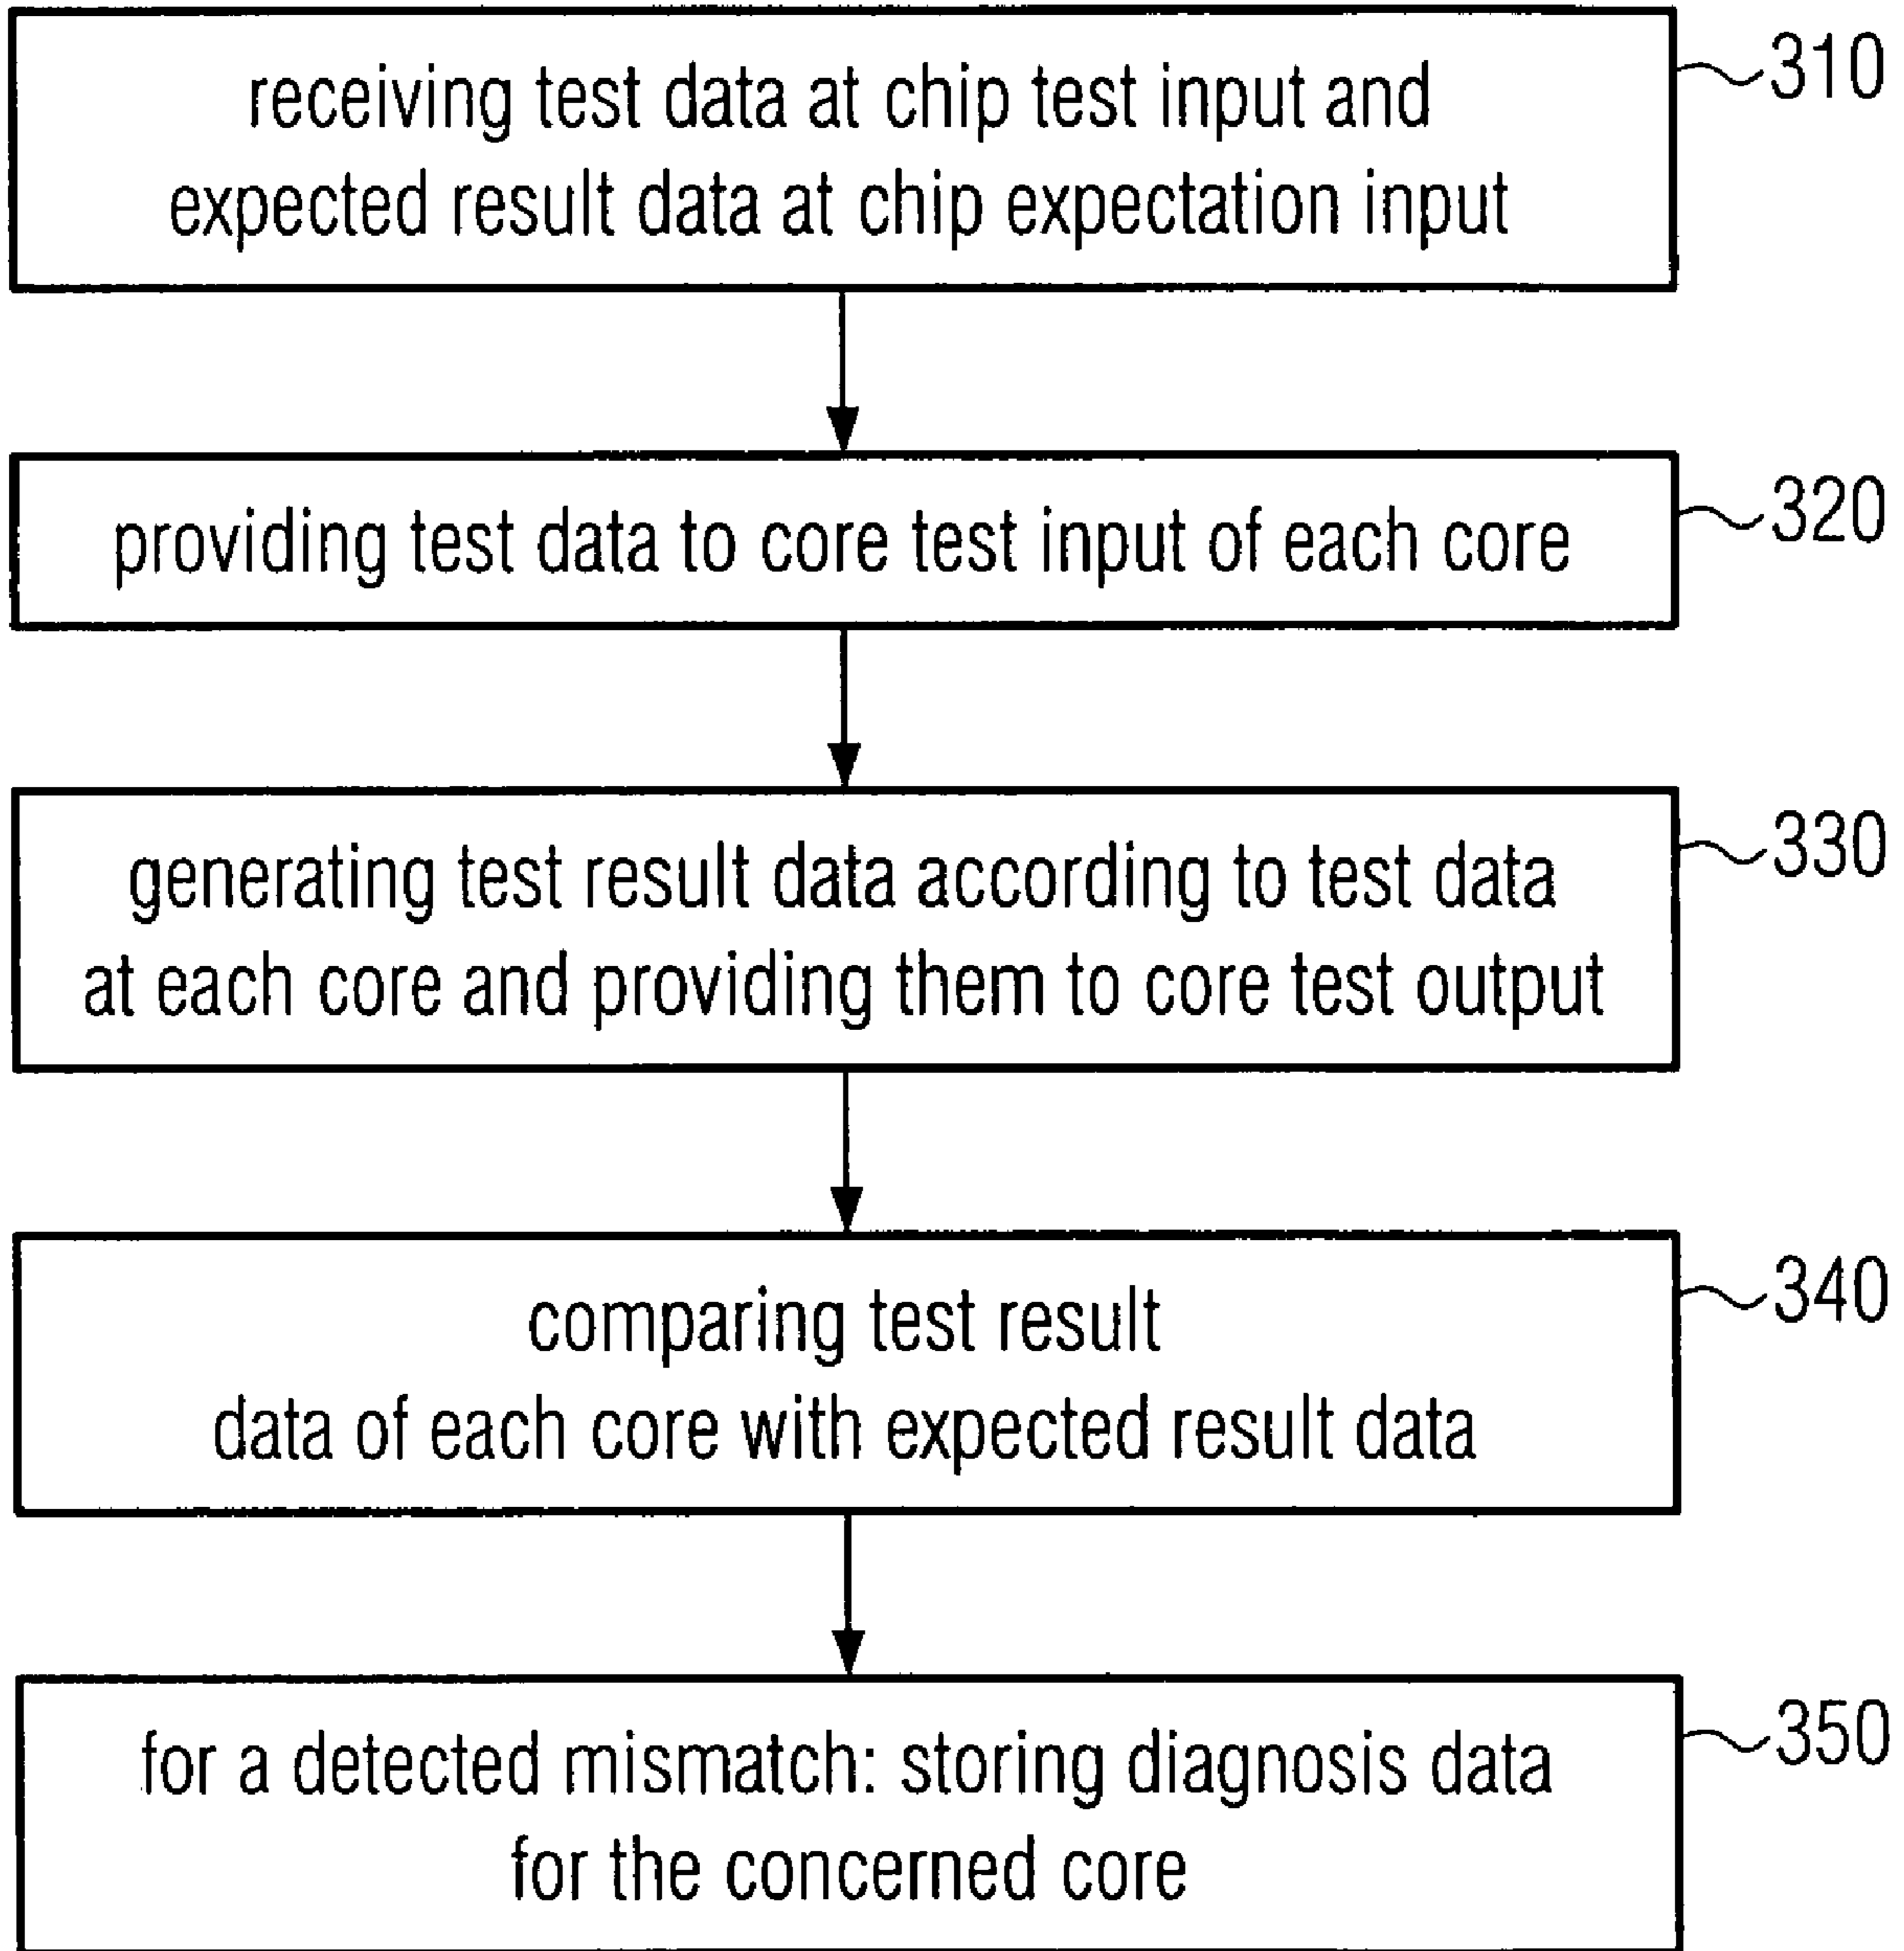 receiving test data at chip test input and
expected result data at chip expectation input
310
providing test data to core test input of each core
320
generating test result data according to test data
at each core and providing them to core test output
330
comparing test result
data of each core with expected result data
340
for a detected mismatch: storing diagnosis data
for the concerned core
350